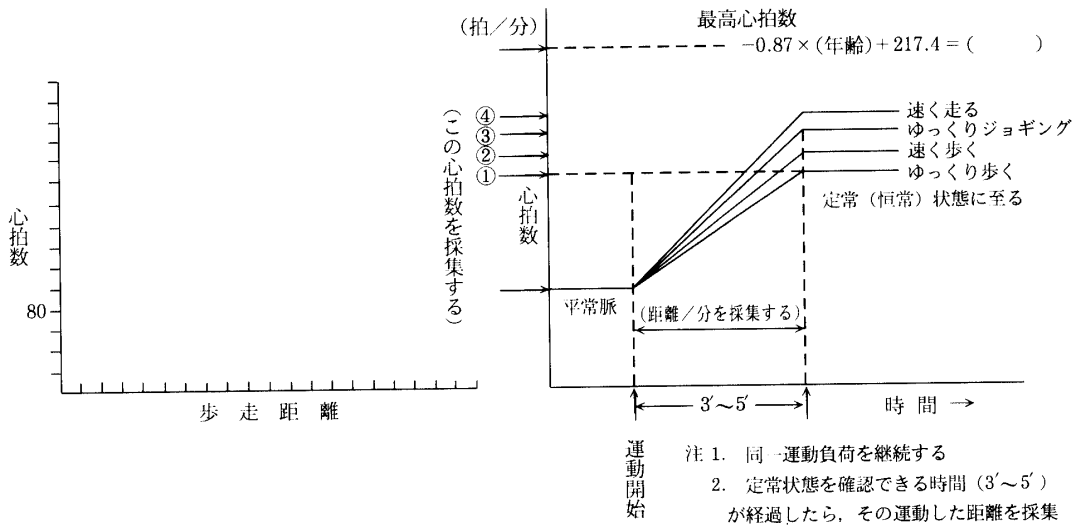 心拍数
80
歩走距離
(拍／分)
最高心拍数
−0.87×(年齢)＋217.4＝(　　　)
④
③
②
①
(この心拍数を採集する)
心拍数
速く走る
ゆっくりジョギング
速く歩く
ゆっくり歩く
定常（恒常）状態に至る
平常脈
(距離／分を採集する)
3′〜5′
時間→
運動開始
注 1. 同一運動負荷を継続する
2. 定常状態を確認できる時間（3′〜5′）
が経過したら，その運動した距離を採集